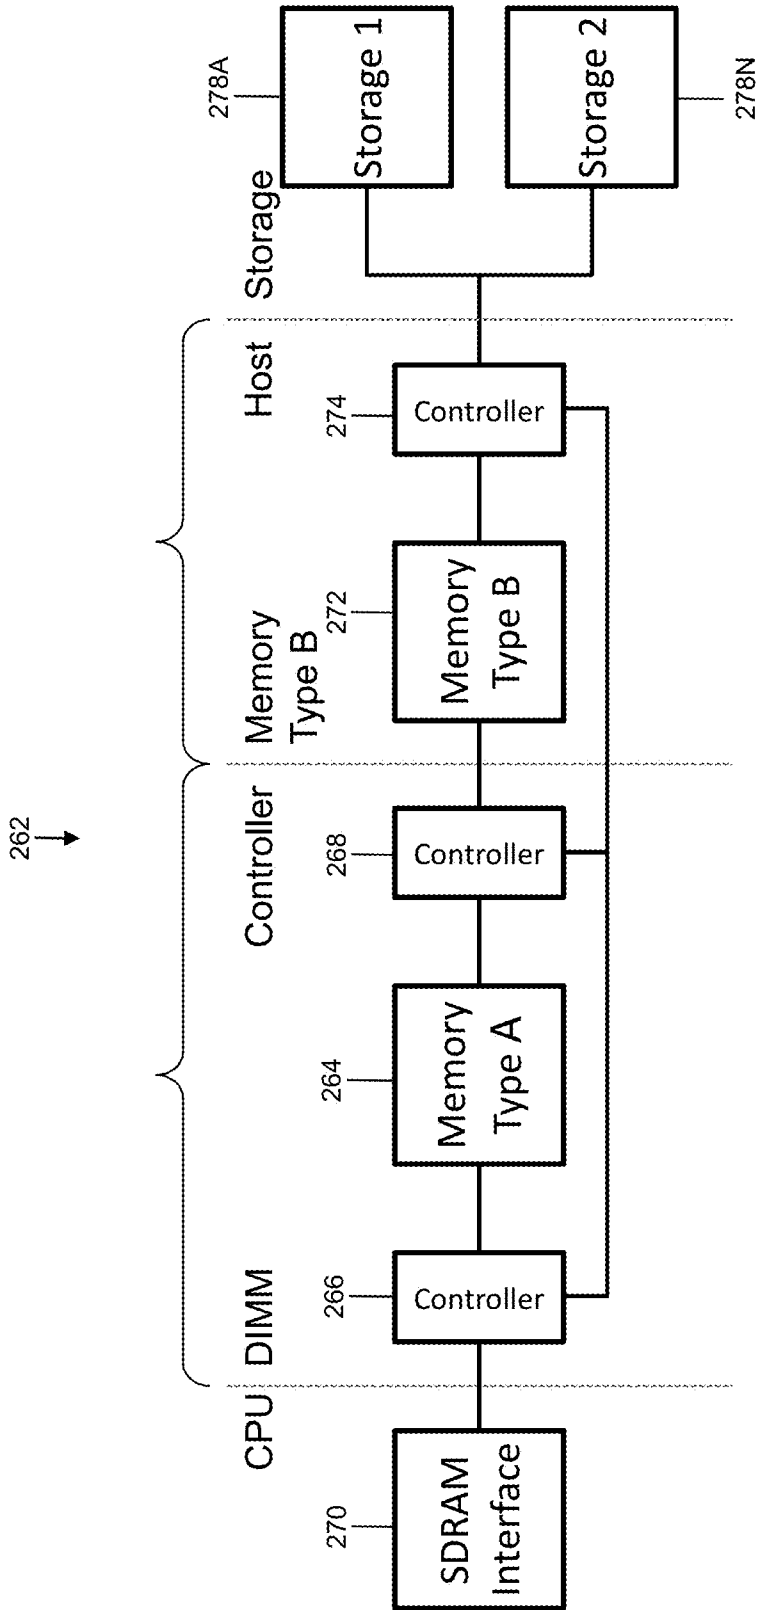 262
CPU
DIMM
Controller
Memory
Type B
Host
Storage
270
266
264
268
272
274
278A
SDRAM
Interface
Controller
Memory
Type A
Controller
Memory
Type B
Controller
Storage 1
Storage 2
278N